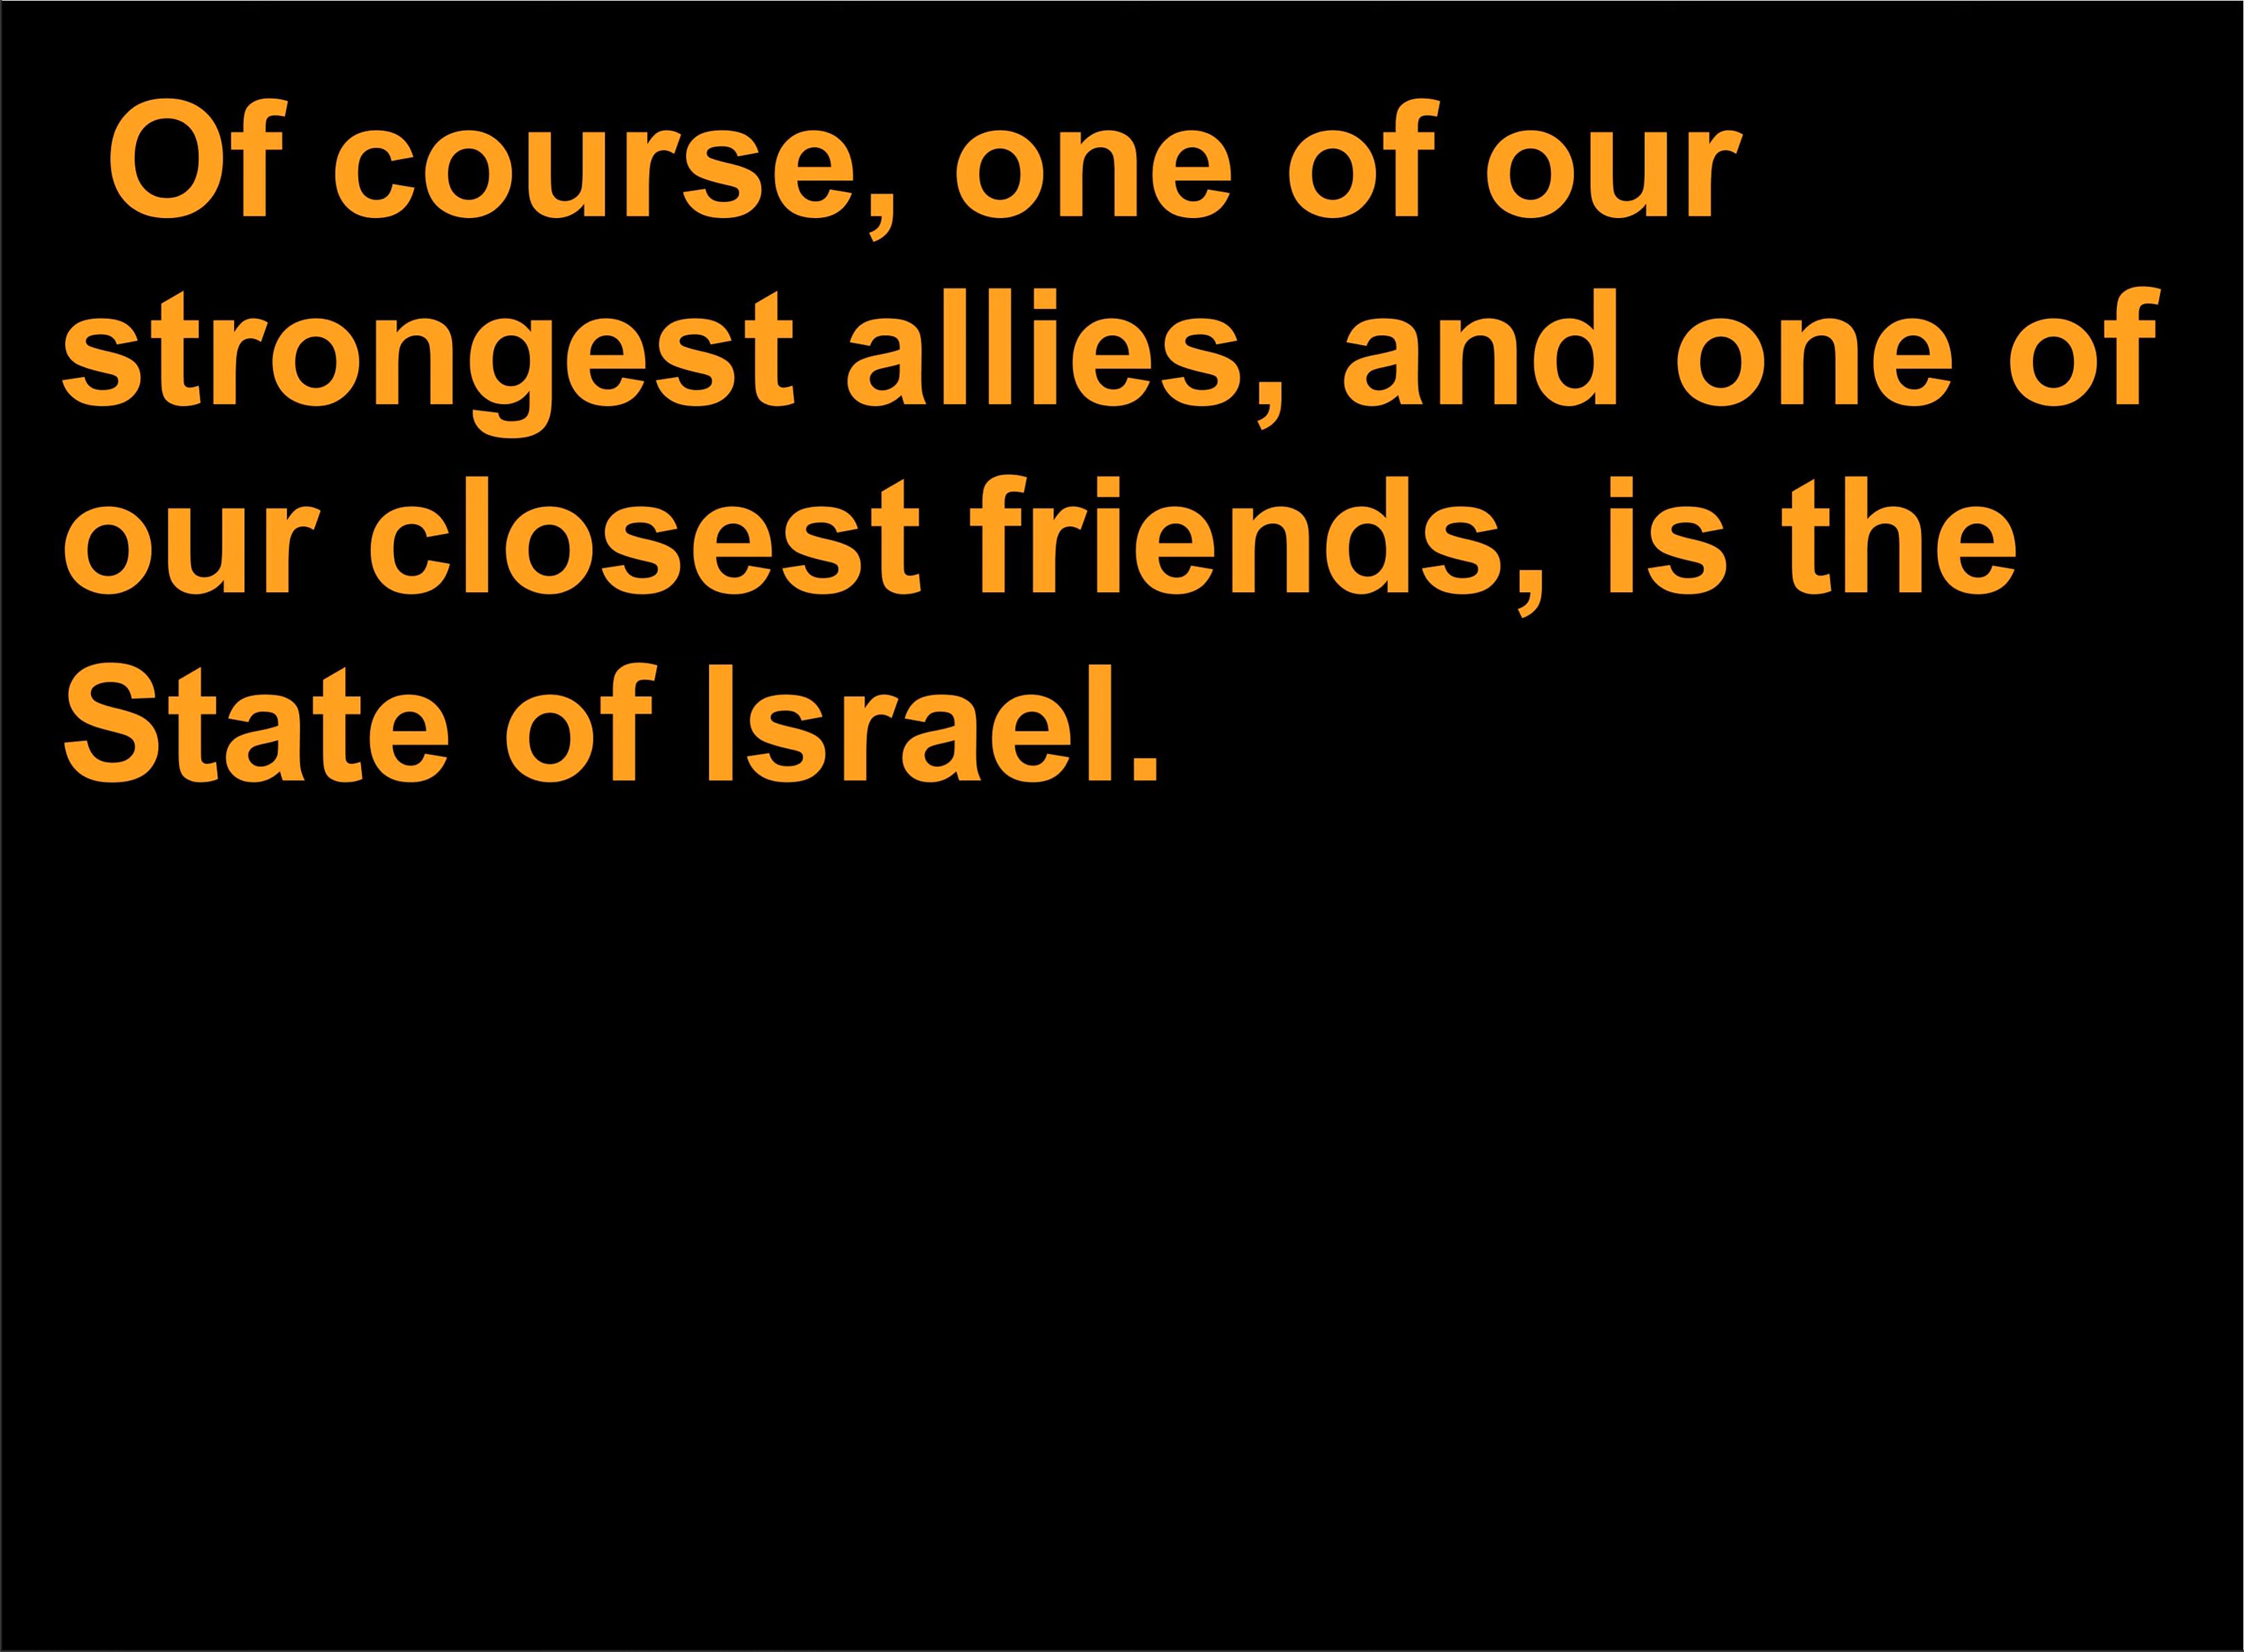 Of course, one of our
strongest allies, and one of
our closest friends, is the
State of Israel.